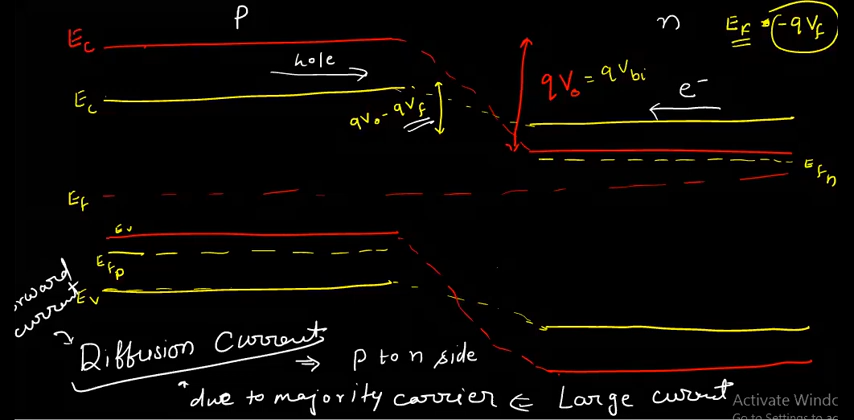 p n E_F = -qV_f
E_c
hole
qV_0 = qV_bi
E_c
qV_0 - qV_f
e⁻
E_Fn
E_f
E_v
E_Fp
E_v
current
Diffusion Current ⇒ p to n side
"due to majority carrier ⇐ Large current
Activate Windo
Go to Settings to ac